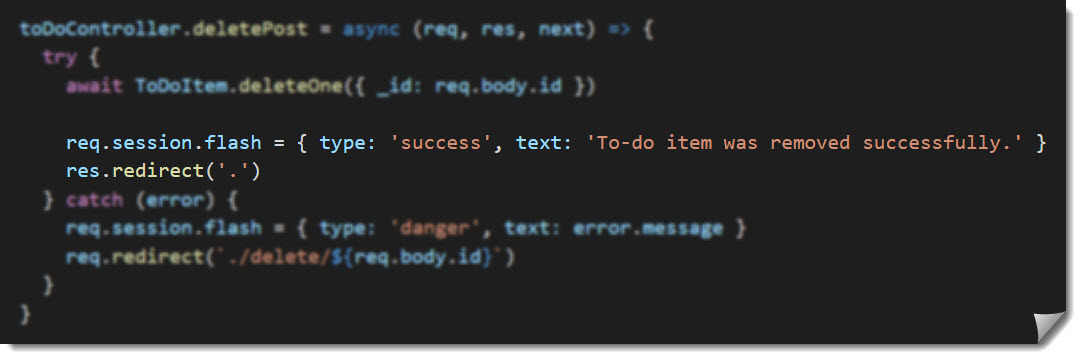 toDoController.deletePost = async (req, res, next) => {
  try {
    await ToDoItem.deleteOne({ _id: req.body.id })

    req.session.flash = { type: 'success', text: 'To-do item was removed successfully.' }
    res.redirect('.')
  } catch (error) {
    req.session.flash = { type: 'danger', text: error.message }
    req.redirect(`./delete/${req.body.id}`)
  }
}